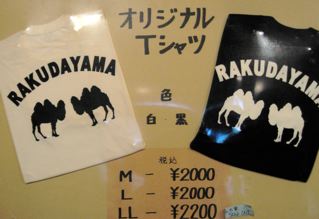 オリジナル
Tシャツ
RAKUDAYAMA
RAKUDAYAMA
色
白・黒
税込
M - ¥2000
L - ¥2000
LL - ¥2200